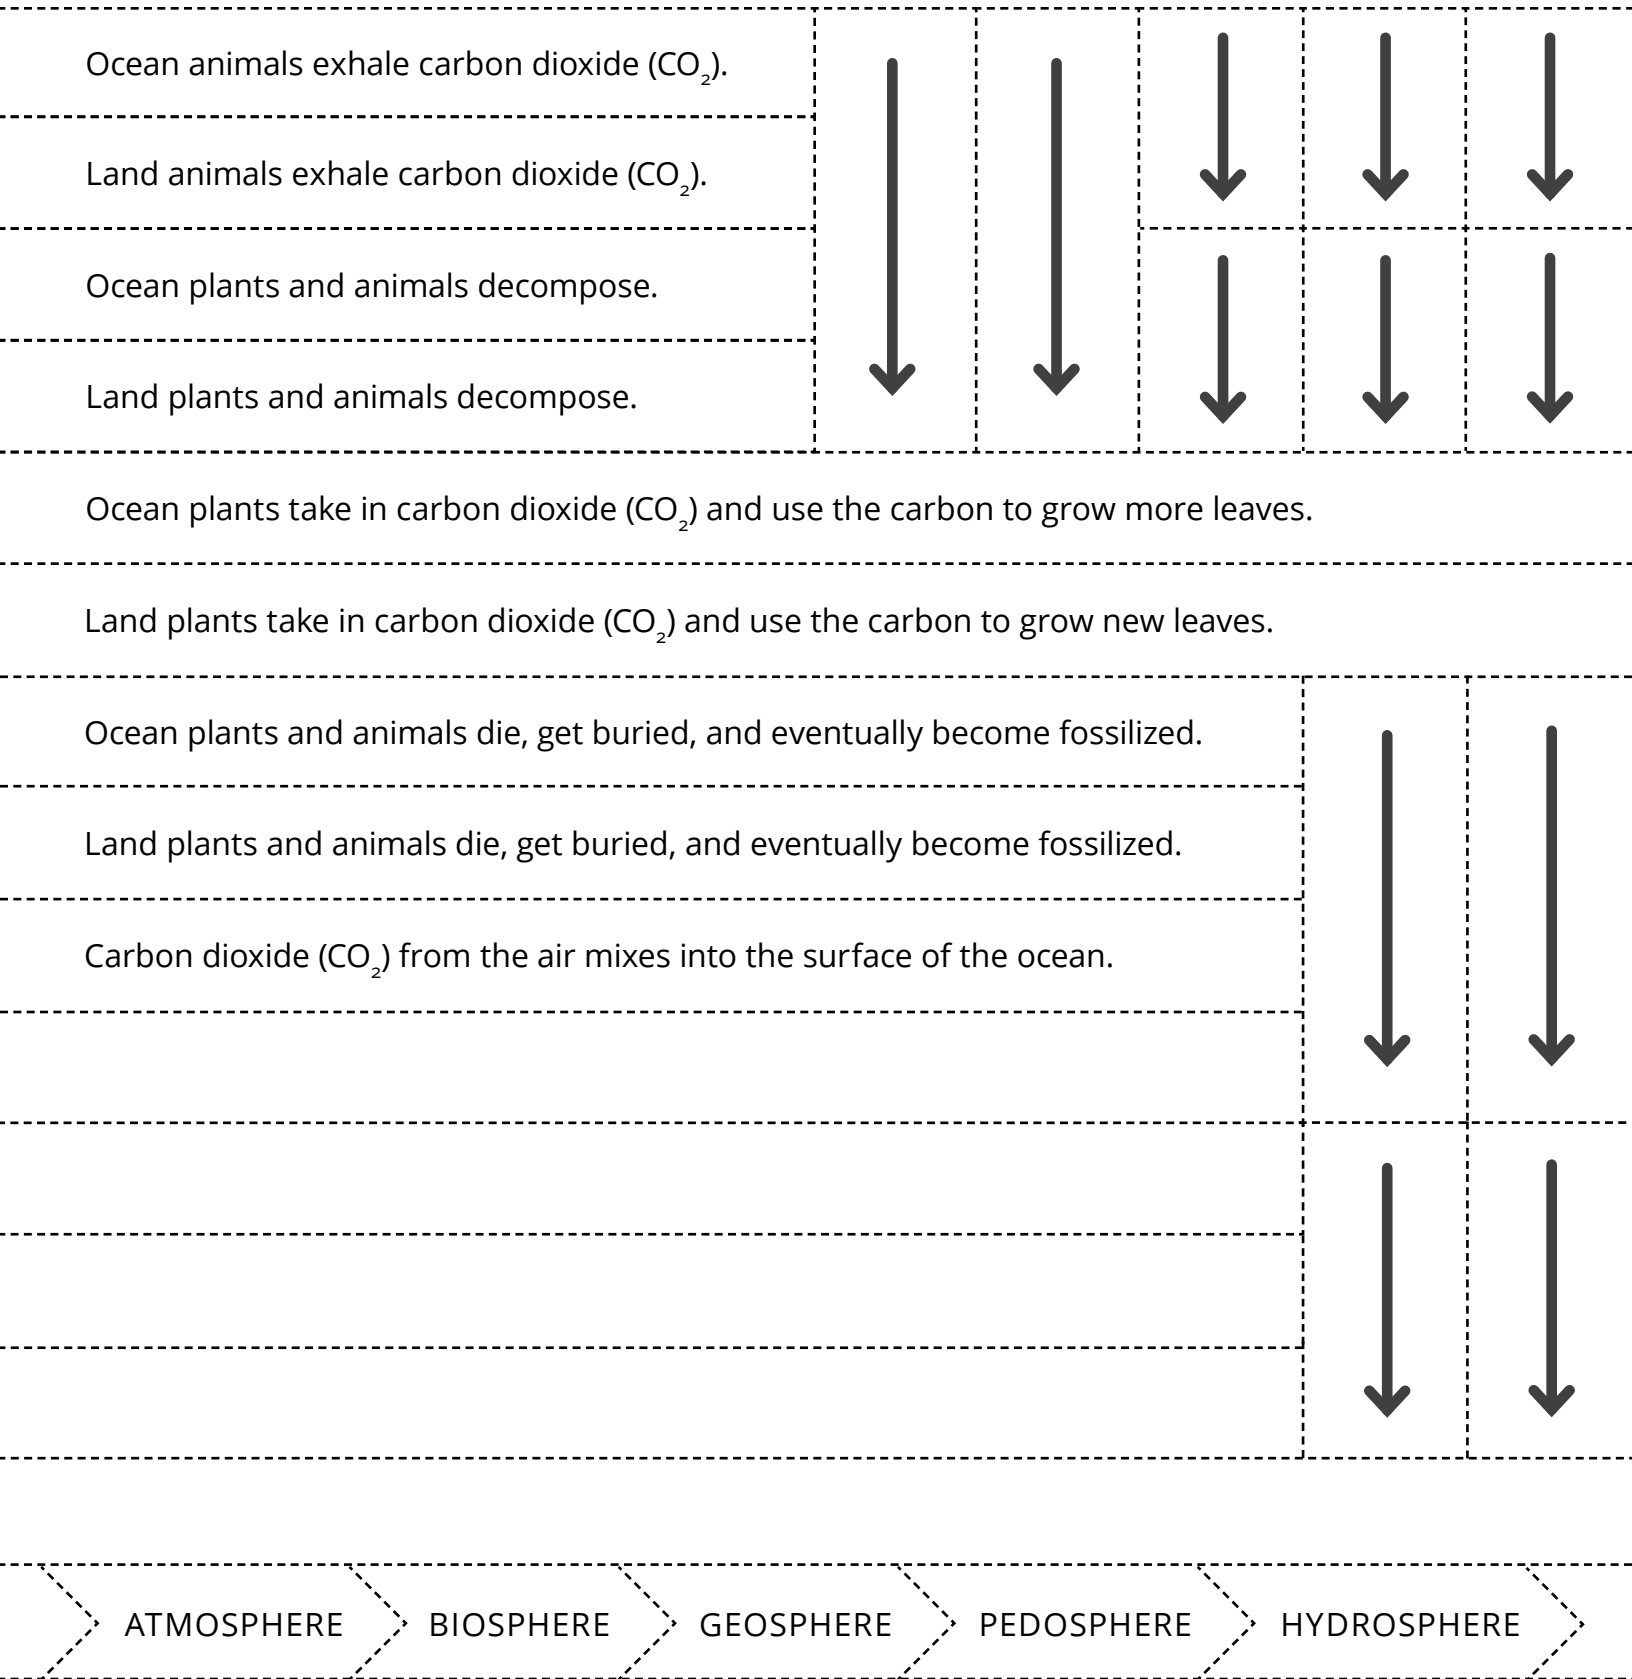 Ocean animals exhale carbon dioxide (CO₂).
Land animals exhale carbon dioxide (CO₂).
Ocean plants and animals decompose.
Land plants and animals decompose.
Ocean plants take in carbon dioxide (CO₂) and use the carbon to grow more leaves.
Land plants take in carbon dioxide (CO₂) and use the carbon to grow new leaves.
Ocean plants and animals die, get buried, and eventually become fossilized.
Land plants and animals die, get buried, and eventually become fossilized.
Carbon dioxide (CO₂) from the air mixes into the surface of the ocean.
ATMOSPHERE BIOSPHERE GEOSPHERE PEDOSPHERE HYDROSPHERE